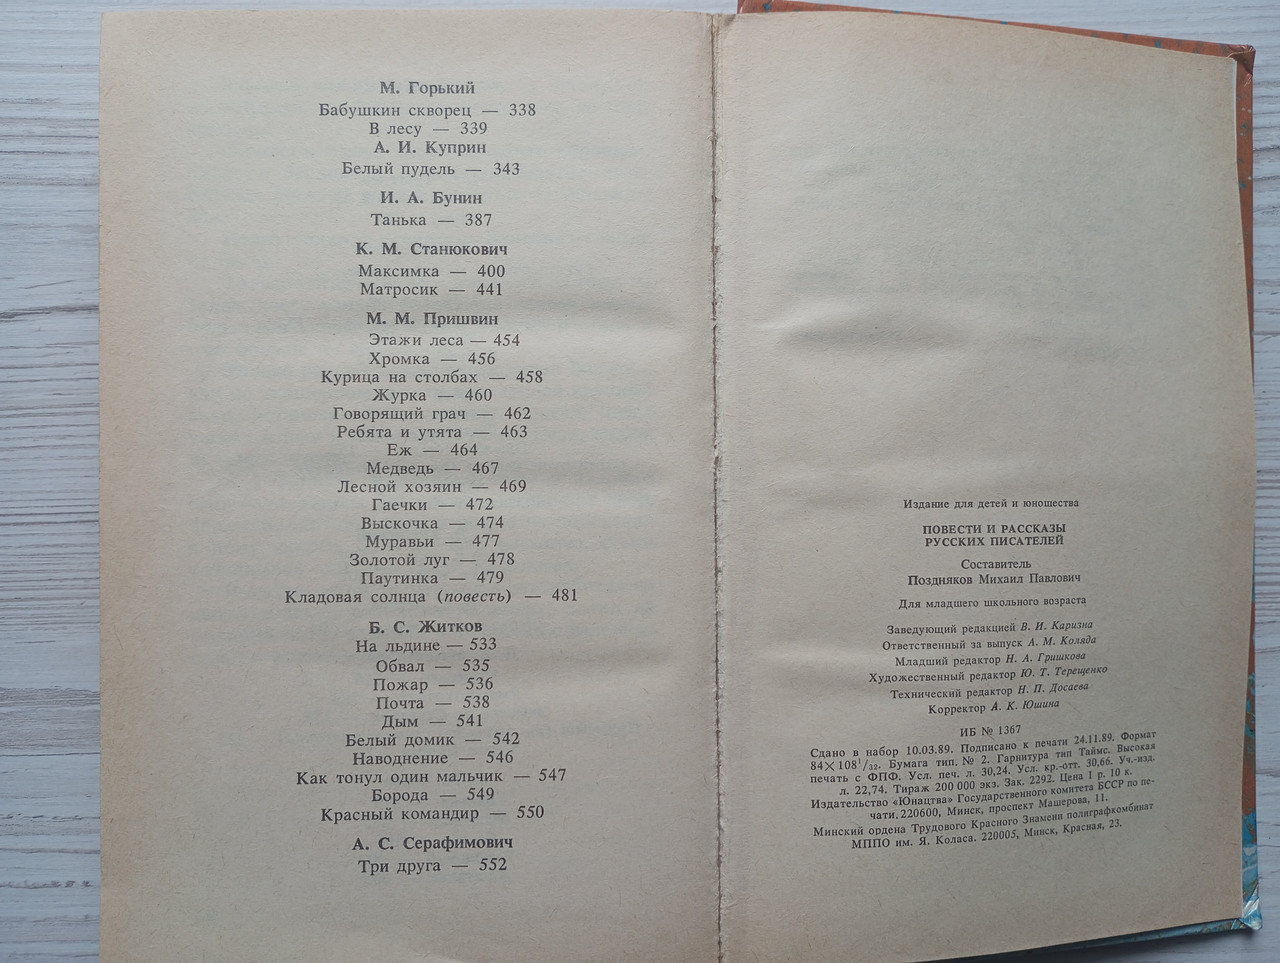 М. Горький
Бабушкин скворец — 338
В лесу — 339
А. И. Куприн
Белый пудель — 343
И. А. Бунин
Танька — 387
К. М. Станюкович
Максимка — 400
Матросик — 441
М. М. Пришвин
Этажи леса — 454
Хромка — 456
Курица на столбах — 458
Журка — 460
Говорящий грач — 462
Ребята и утята — 463
Еж — 464
Медведь — 467
Лесной хозяин — 469
Гаечки — 472
Выскочка — 474
Муравьи — 477
Золотой луг — 478
Паутинка — 479
Кладовая солнца (повесть) — 481
Б. С. Житков
На льдине — 533
Обвал — 535
Пожар — 536
Почта — 538
Дым — 541
Белый домик — 542
Наводнение — 546
Как тонул один мальчик — 547
Борода — 549
Красный командир — 550
А. С. Серафимович
Три друга — 552
Издание для детей и юношества
ПОВЕСТИ И РАССКАЗЫ
РУССКИХ ПИСАТЕЛЕЙ
Составитель
Поздняков Михаил Павлович
Для младшего школьного возраста
Заведующий редакцией В. И. Каризна
Ответственный за выпуск А. М. Коляда
Младший редактор Н. А. Гришкова
Художественный редактор Ю. Т. Терещенко
Технический редактор Н. П. Досаева
Корректор А. К. Юшина
ИБ № 1367
Сдано в набор 10.03.89. Подписано к печати 24.11.89. Формат
84×108¹/₃₂. Бумага тип. № 2. Гарнитура тип Таймс. Высокая
печать с ФПФ. Усл. печ. л. 30,24. Усл. кр.-отт. 30,66. Уч.-изд.
л. 22,74. Тираж 200 000 экз. Зак. 2292. Цена 1 р. 10 к.
Издательство «Юнацтва» Государственного комитета БССР по пе-
чати. 220600, Минск, проспект Машерова, 11.
Минский ордена Трудового Красного Знамени полиграфкомбинат
МППО им. Я. Коласа. 220005, Минск, Красная, 23.